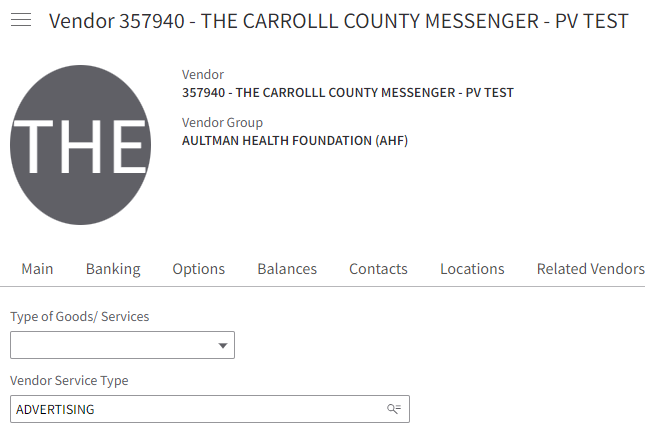 Vendor 357940 - THE CARROLLL COUNTY MESSENGER - PV TEST
THE
Vendor
357940 - THE CARROLLL COUNTY MESSENGER - PV TEST
Vendor Group
AULTMAN HEALTH FOUNDATION (AHF)
Main Banking Options Balances Contacts Locations Related Vendors
Type of Goods/ Services
Vendor Service Type
ADVERTISING